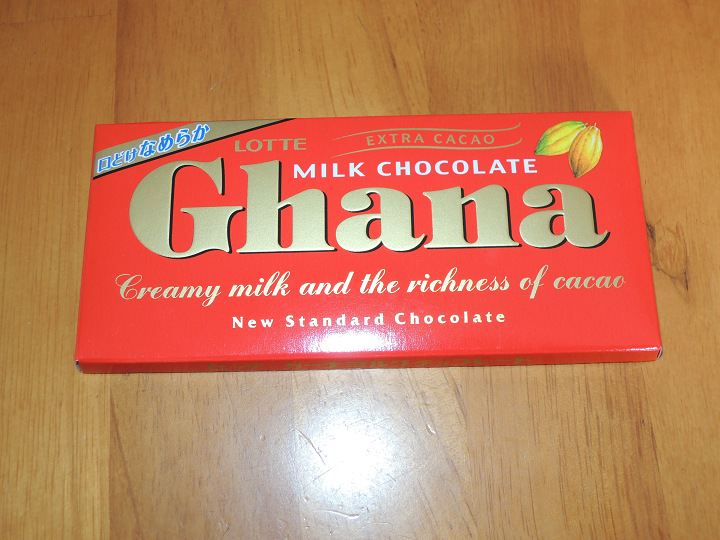 口どけなめらか
LOTTE
EXTRA CACAO
MILK CHOCOLATE
Ghana
Creamy milk and the richness of cacao
New Standard Chocolate